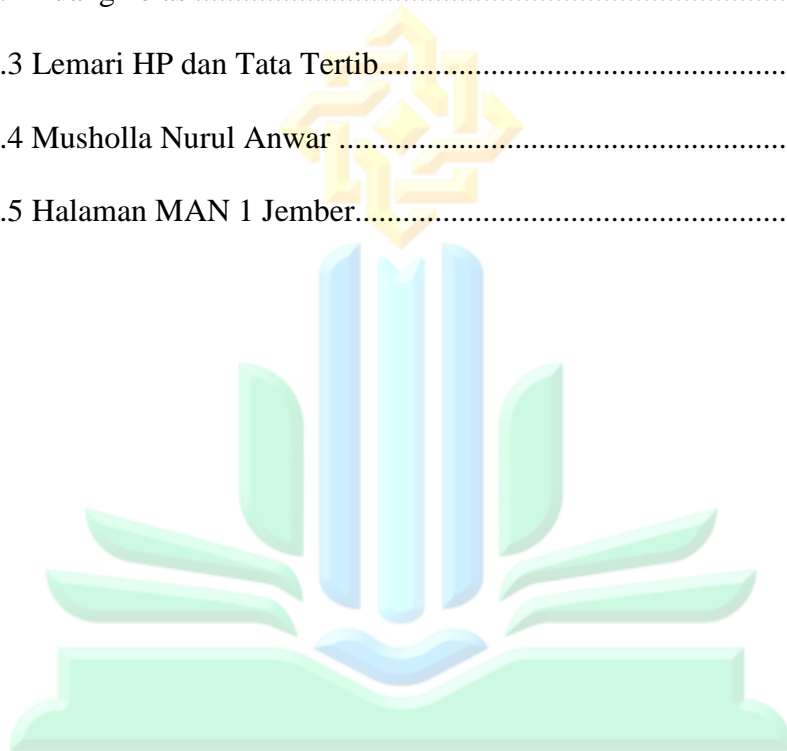 .3 Lemari HP dan Tata Tertib............................................
.4 Musholla Nurul Anwar ................................................
.5 Halaman MAN 1 Jember..............................................